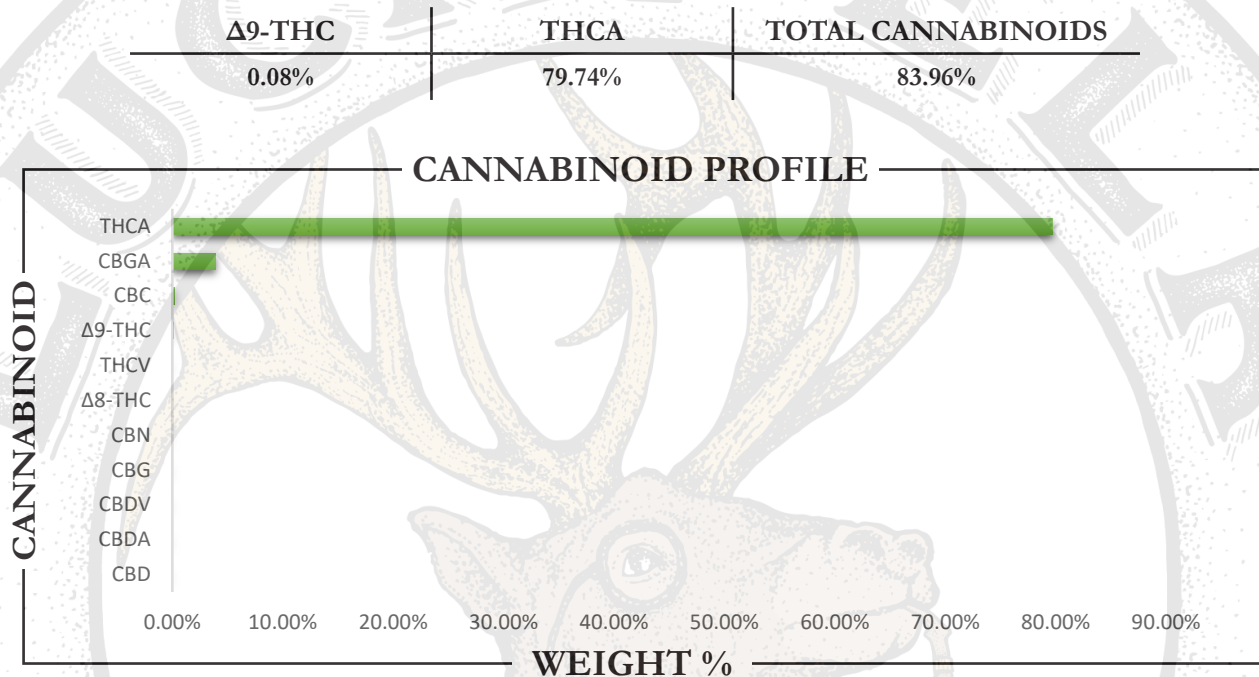 Δ9-THC THCA TOTAL CANNABINOIDS
0.08% 79.74% 83.96%
CANNABINOID PROFILE
CANNABINOID
THCA
CBGA
CBC
Δ9-THC
THCV
Δ8-THC
CBN
CBG
CBDV
CBDA
CBD
0.00% 10.00% 20.00% 30.00% 40.00% 50.00% 60.00% 70.00% 80.00% 90.00%
WEIGHT %